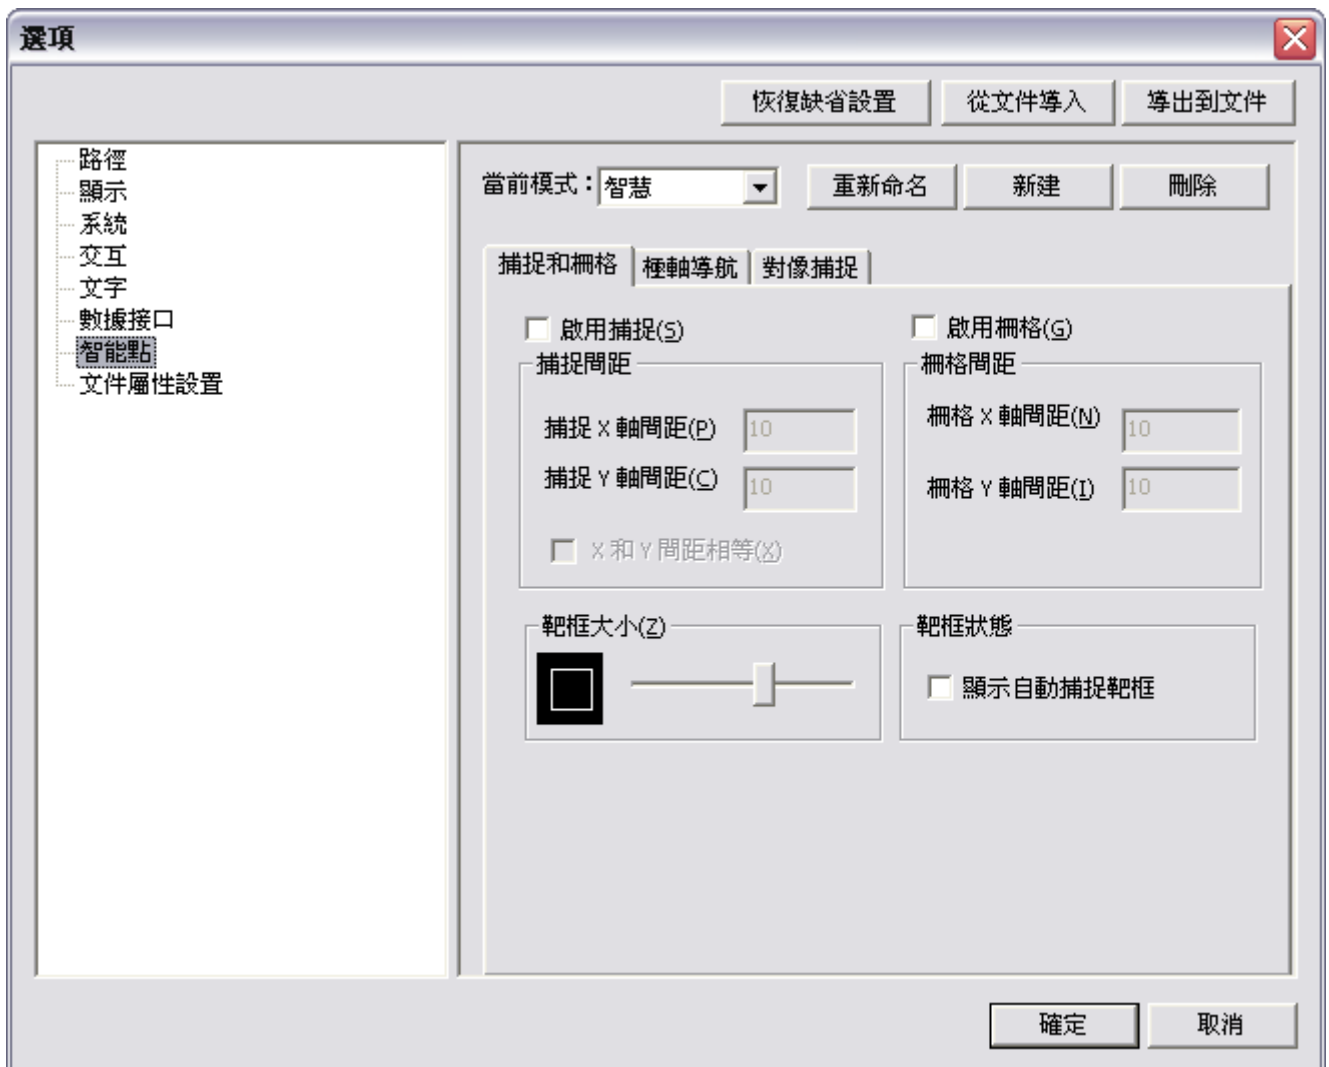 選項
恢復缺省設置 從文件導入 導出到文件
路徑
顯示
系統
交互
文字
數據接口
智能點
文件屬性設置
當前模式：智慧 重新命名 新建 刪除
捕捉和柵格 極軸導航 對像捕捉
啟用捕捉(S) 啟用柵格(G)
捕捉間距
捕捉 X 軸間距(P) 10
捕捉 Y 軸間距(C) 10
X 和 Y 間距相等(X)
柵格間距
柵格 X 軸間距(N) 10
柵格 Y 軸間距(I) 10
靶框大小(Z)
靶框狀態
顯示自動捕捉靶框
確定 取消